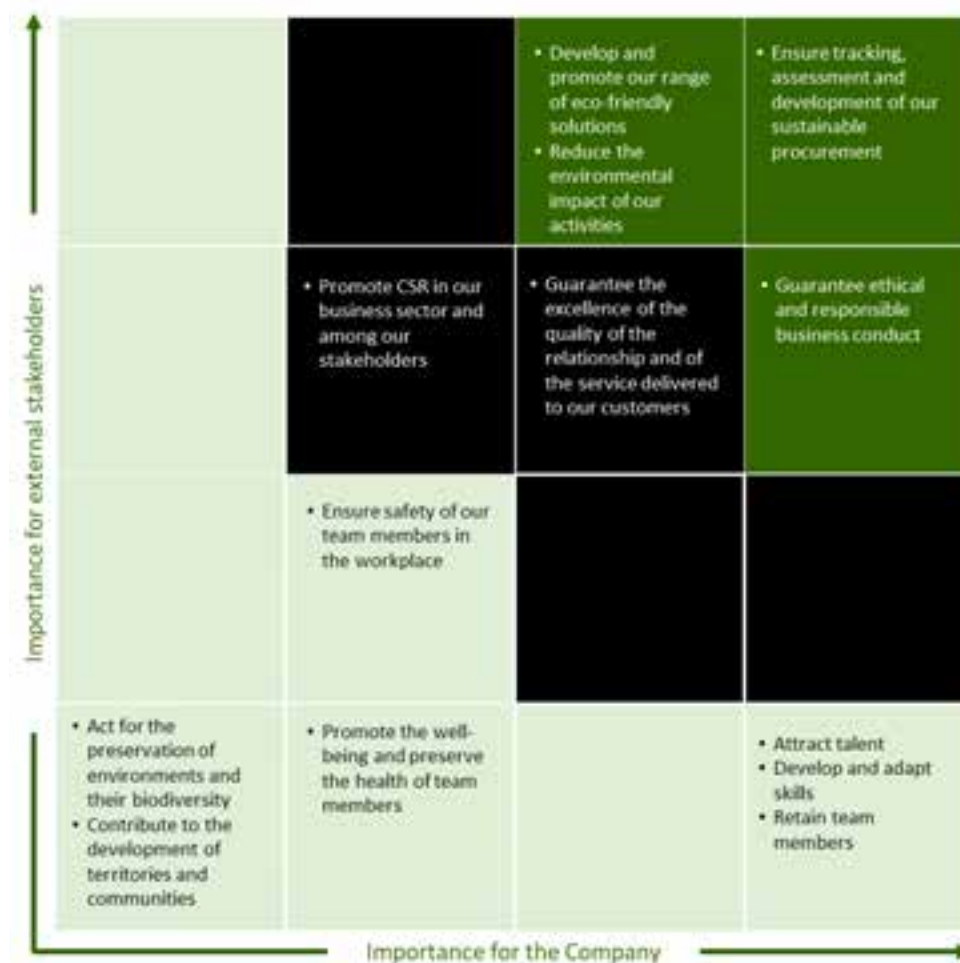 • Develop and
promote our range
of eco-friendly
solutions
• Reduce the
environmental
impact of our
activities
• Ensure tracking,
assessment and
development of our
sustainable
procurement
• Promote CSR in our
business sector and
among our
stakeholders
• Guarantee the
excellence of the
quality of the
relationship and of
the service delivered
to our customers
• Guarantee ethical
and responsible
business conduct
Importance for external stakeholders
• Ensure safety of our
team members in
the workplace
• Act for the
preservation of
environments and
their biodiversity
• Contribute to the
development of
territories and
communities
• Promote the well-
being and preserve
the health of team
members
• Attract talent
• Develop and adapt
skills
• Retain team
members
Importance for the Company